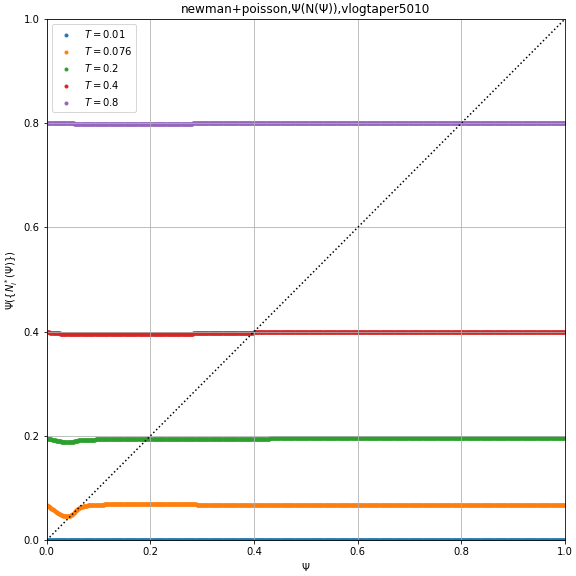 newman+poisson,Ψ(N(Ψ)),vlogtaper5010
T = 0.01
T = 0.076
T = 0.2
T = 0.4
T = 0.8
1.0
0.8
0.6
0.4
0.2
0.0
Ψ({N_i^*(Ψ)})
0.0 0.2 0.4 0.6 0.8 1.0
Ψ